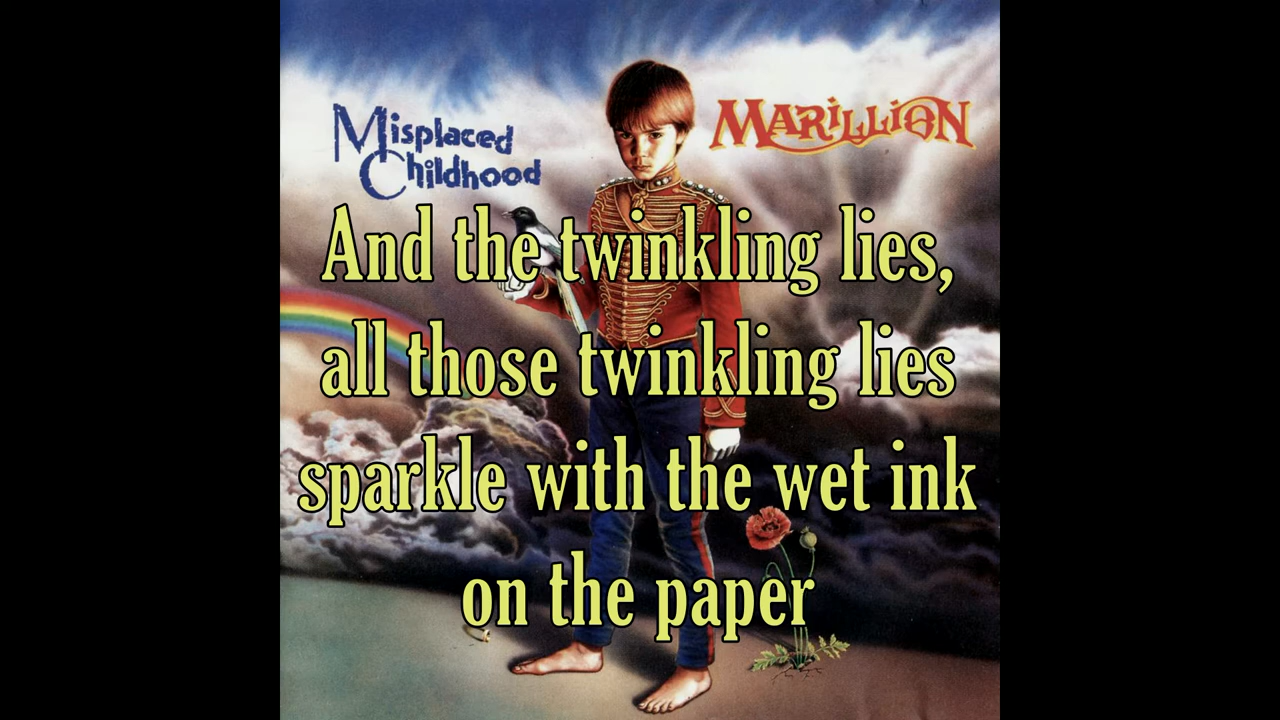 Misplaced
Childhood
MARILLION
And the twinkling lies,
all those twinkling lies
sparkle with the wet ink
on the paper